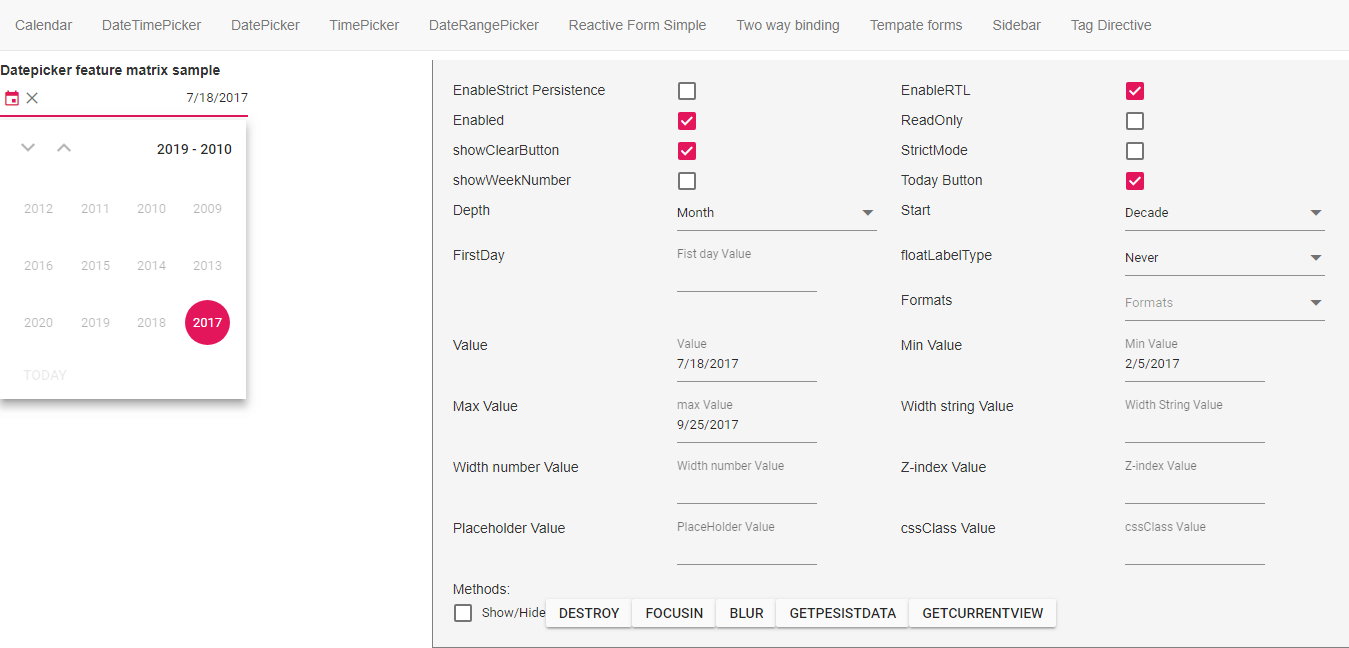 Calendar DateTimePicker DatePicker TimePicker DateRangePicker Reactive Form Simple Two way binding Tempate forms Sidebar Tag Directive
Datepicker feature matrix sample
7/18/2017
2019 - 2010
2012 2011 2010 2009
2016 2015 2014 2013
2020 2019 2018 2017
TODAY
EnableStrict Persistence EnableRTL
Enabled ReadOnly
showClearButton StrictMode
showWeekNumber Today Button
Depth Month Start Decade
FirstDay Fist day Value floatLabelType Never
Formats Formats
Value Value Min Value Min Value
7/18/2017 2/5/2017
Max Value max Value Width string Value Width String Value
9/25/2017
Width number Value Width number Value Z-index Value Z-index Value
Placeholder Value PlaceHolder Value cssClass Value cssClass Value
Methods:
Show/Hide DESTROY FOCUSIN BLUR GETPESISTDATA GETCURRENTVIEW